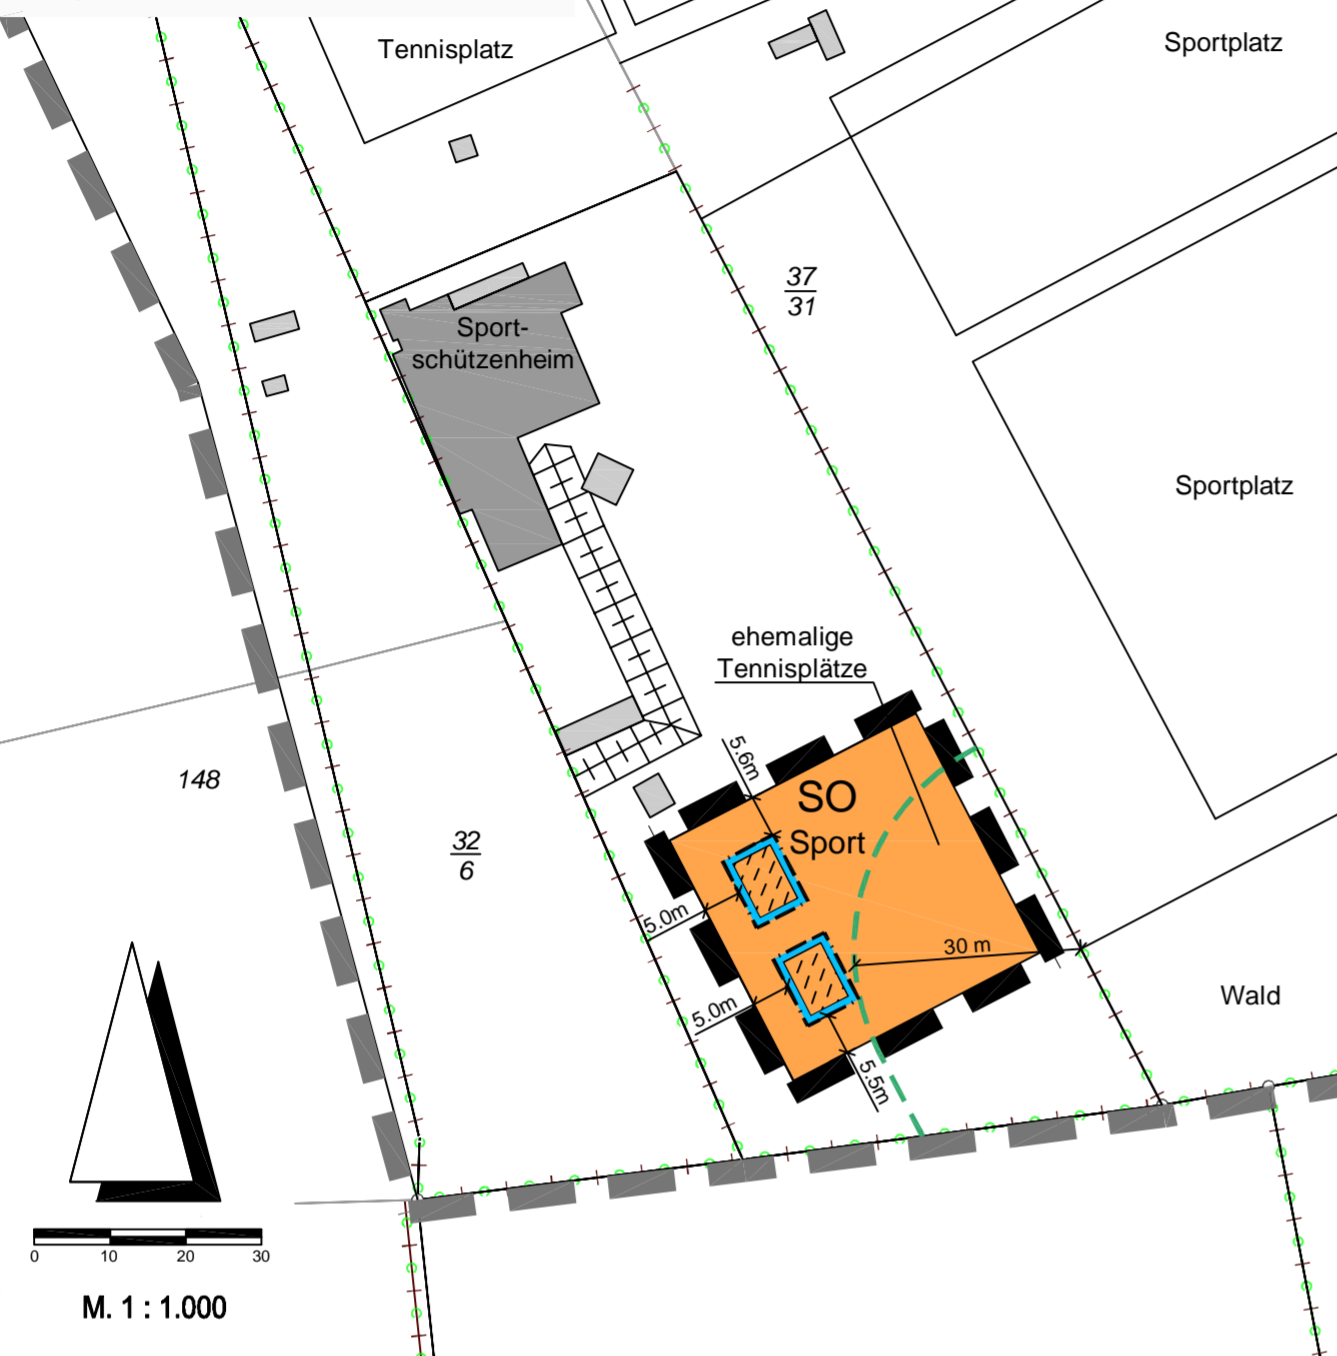 Tennisplatz
Sportplatz
37
31
Sport-
schützenheim
Sportplatz
ehemalige
Tennisplätze
5.6m
148
SO
Sport
32
6
5.0m
30 m
5.0m
Wald
5.5m
0 10 20 30
M. 1 : 1.000